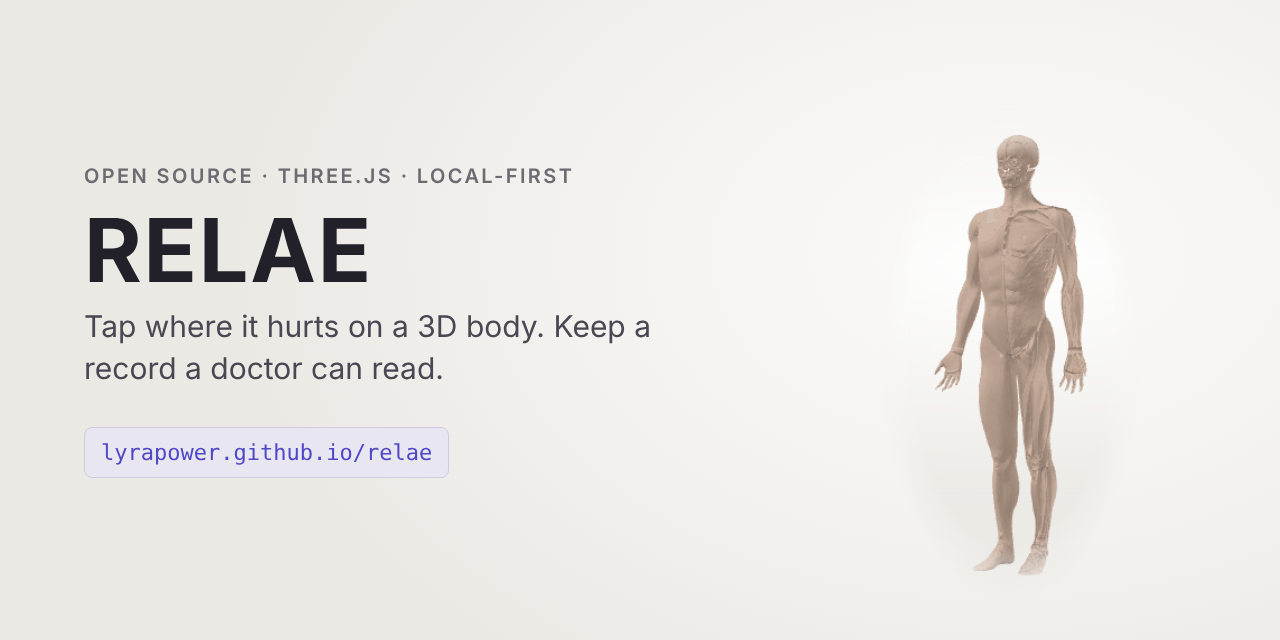 OPEN SOURCE · THREE.JS · LOCAL-FIRST
RELAE
Tap where it hurts on a 3D body. Keep a
record a doctor can read.
lyrapower.github.io/relae